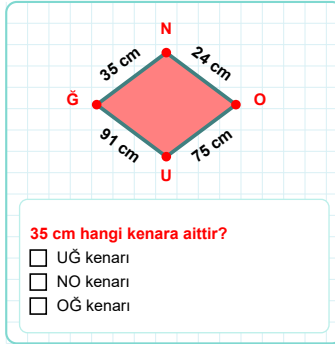 N
35 cm
24 cm
Ğ
O
91 cm
75 cm
U
35 cm hangi kenara aittir?
UĞ kenarı
NO kenarı
OĞ kenarı